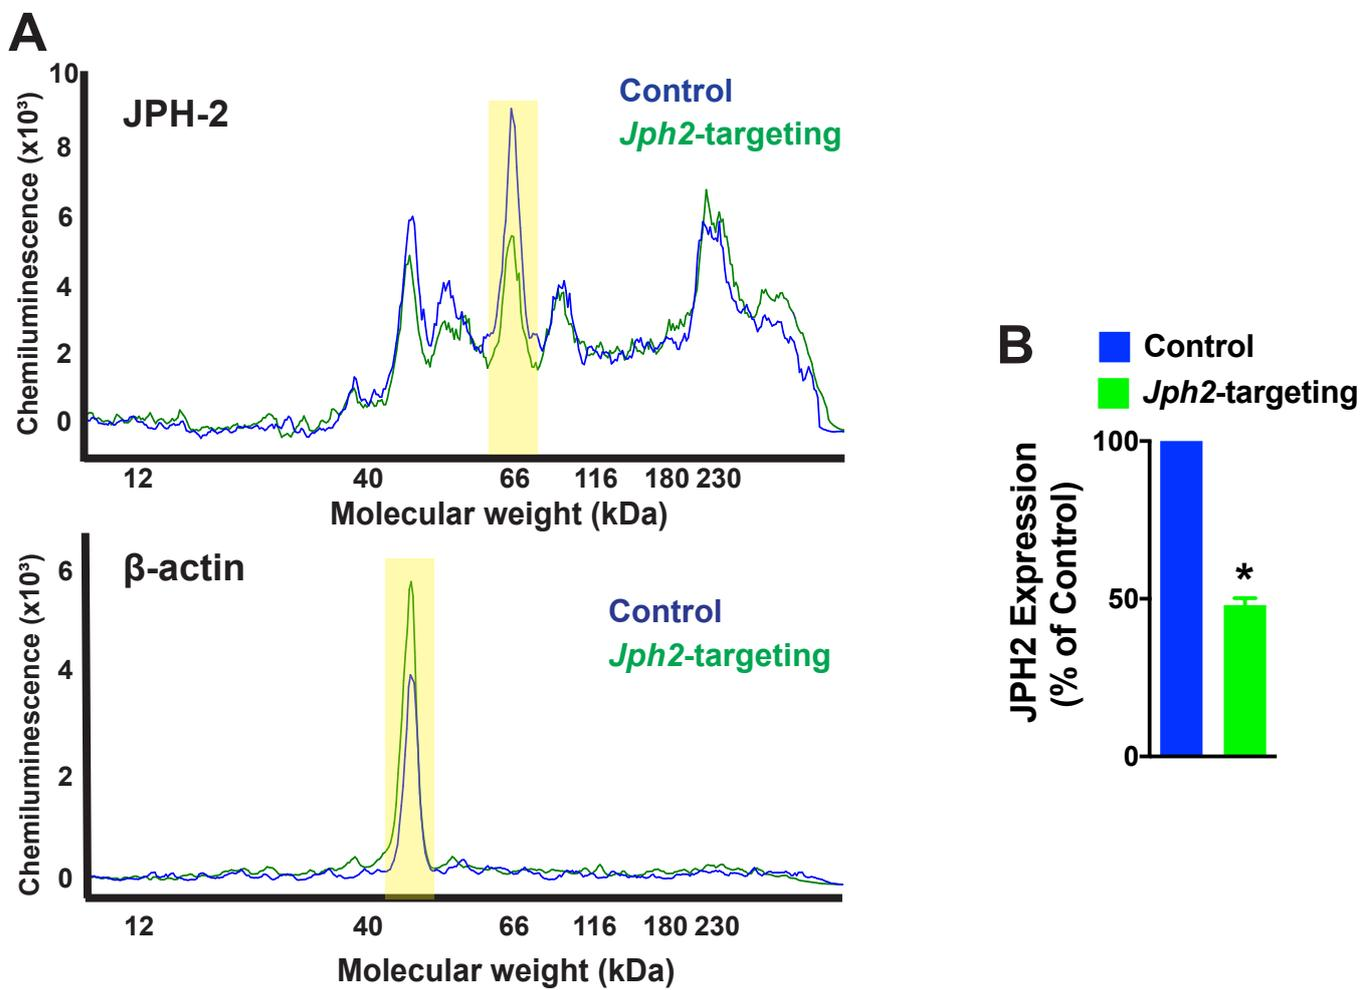 A
JPH-2
Control
Jph2-targeting
Chemiluminescence (x10³)
10
8
6
4
2
0
12 40 66 116 180 230
Molecular weight (kDa)
β-actin
Control
Jph2-targeting
Chemiluminescence (x10³)
6
4
2
0
12 40 66 116 180 230
Molecular weight (kDa)
B
Control
Jph2-targeting
JPH2 Expression
(% of Control)
100
50
0
*